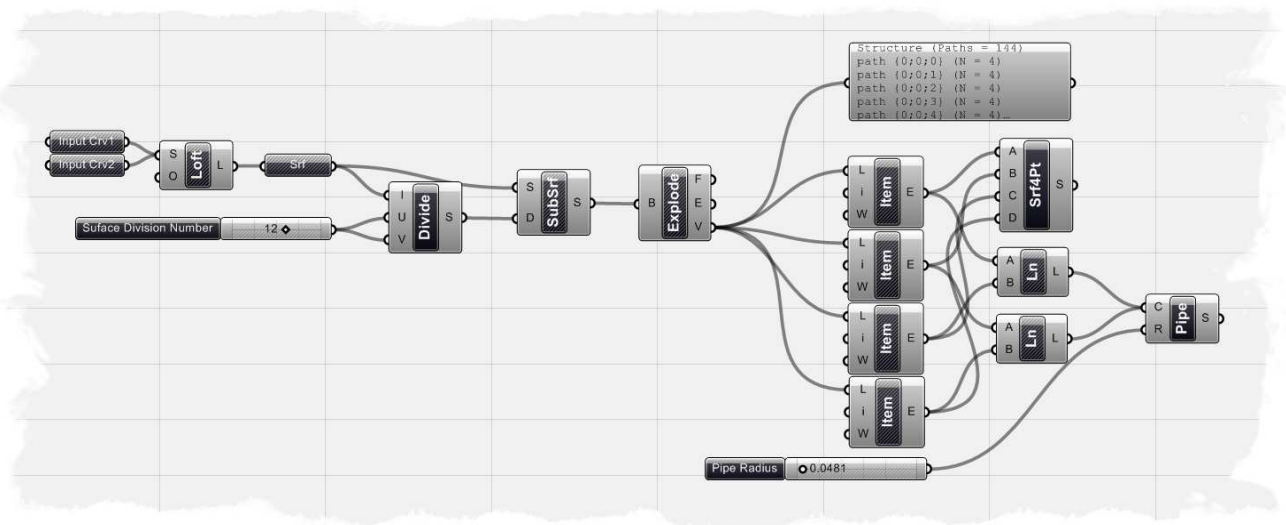 Input Crv1
Input Crv2
S
O
Loft
L
Srf
Suface Division Number
12
I
U
V
Divide
S
S
D
SubSrf
S
B
Explode
F
E
V
Structure (Paths = 144)
path {0;0;0} (N = 4)
path {0;0;1} (N = 4)
path {0;0;2} (N = 4)
path {0;0;3} (N = 4)
path {0;0;4} (N = 4)...
L
i
W
Item
E
L
i
W
Item
E
L
i
W
Item
E
L
i
W
Item
E
A
B
C
D
Srf4Pt
S
A
B
Ln
L
A
B
Ln
L
Pipe Radius
0.0481
C
R
Pipe
S